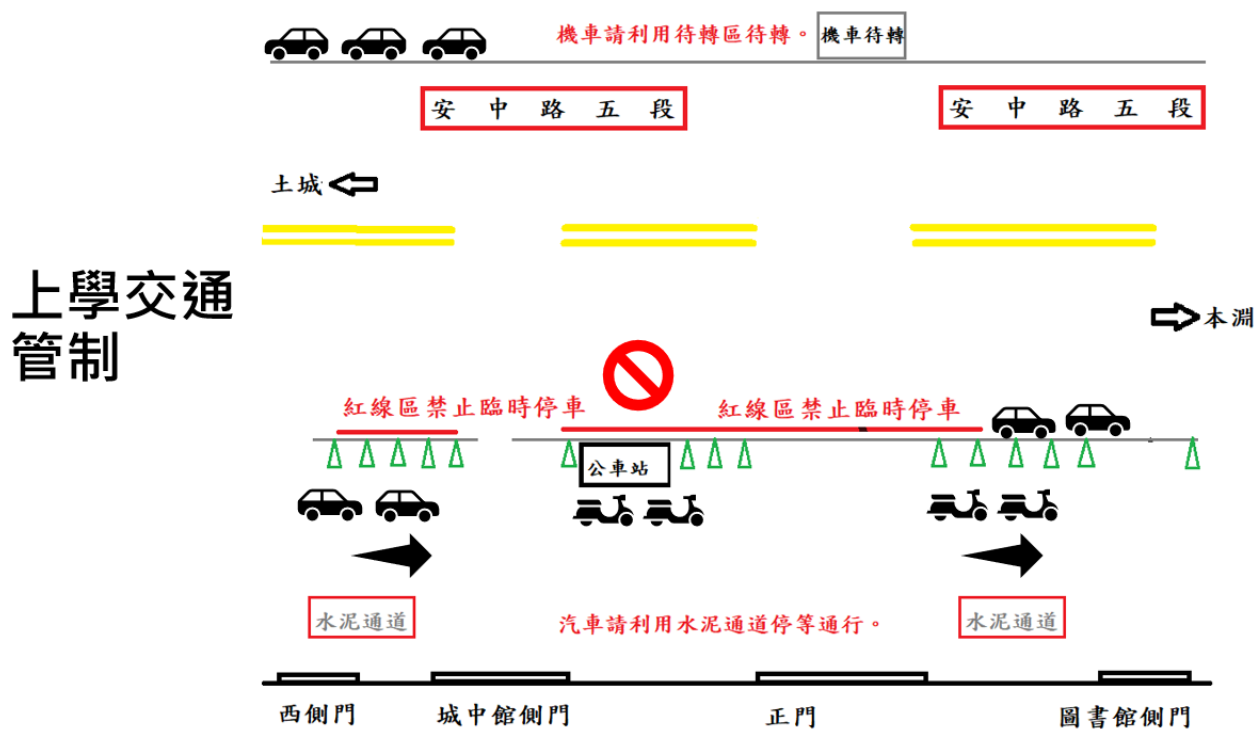 機車請利用待轉區待轉。
機車待轉
安中路五段
安中路五段
土城
上學交通
管制
本淵
紅線區禁止臨時停車
紅線區禁止臨時停車
公車站
水泥通道
汽車請利用水泥通道停等通行。
水泥通道
西側門
城中館側門
正門
圖書館側門